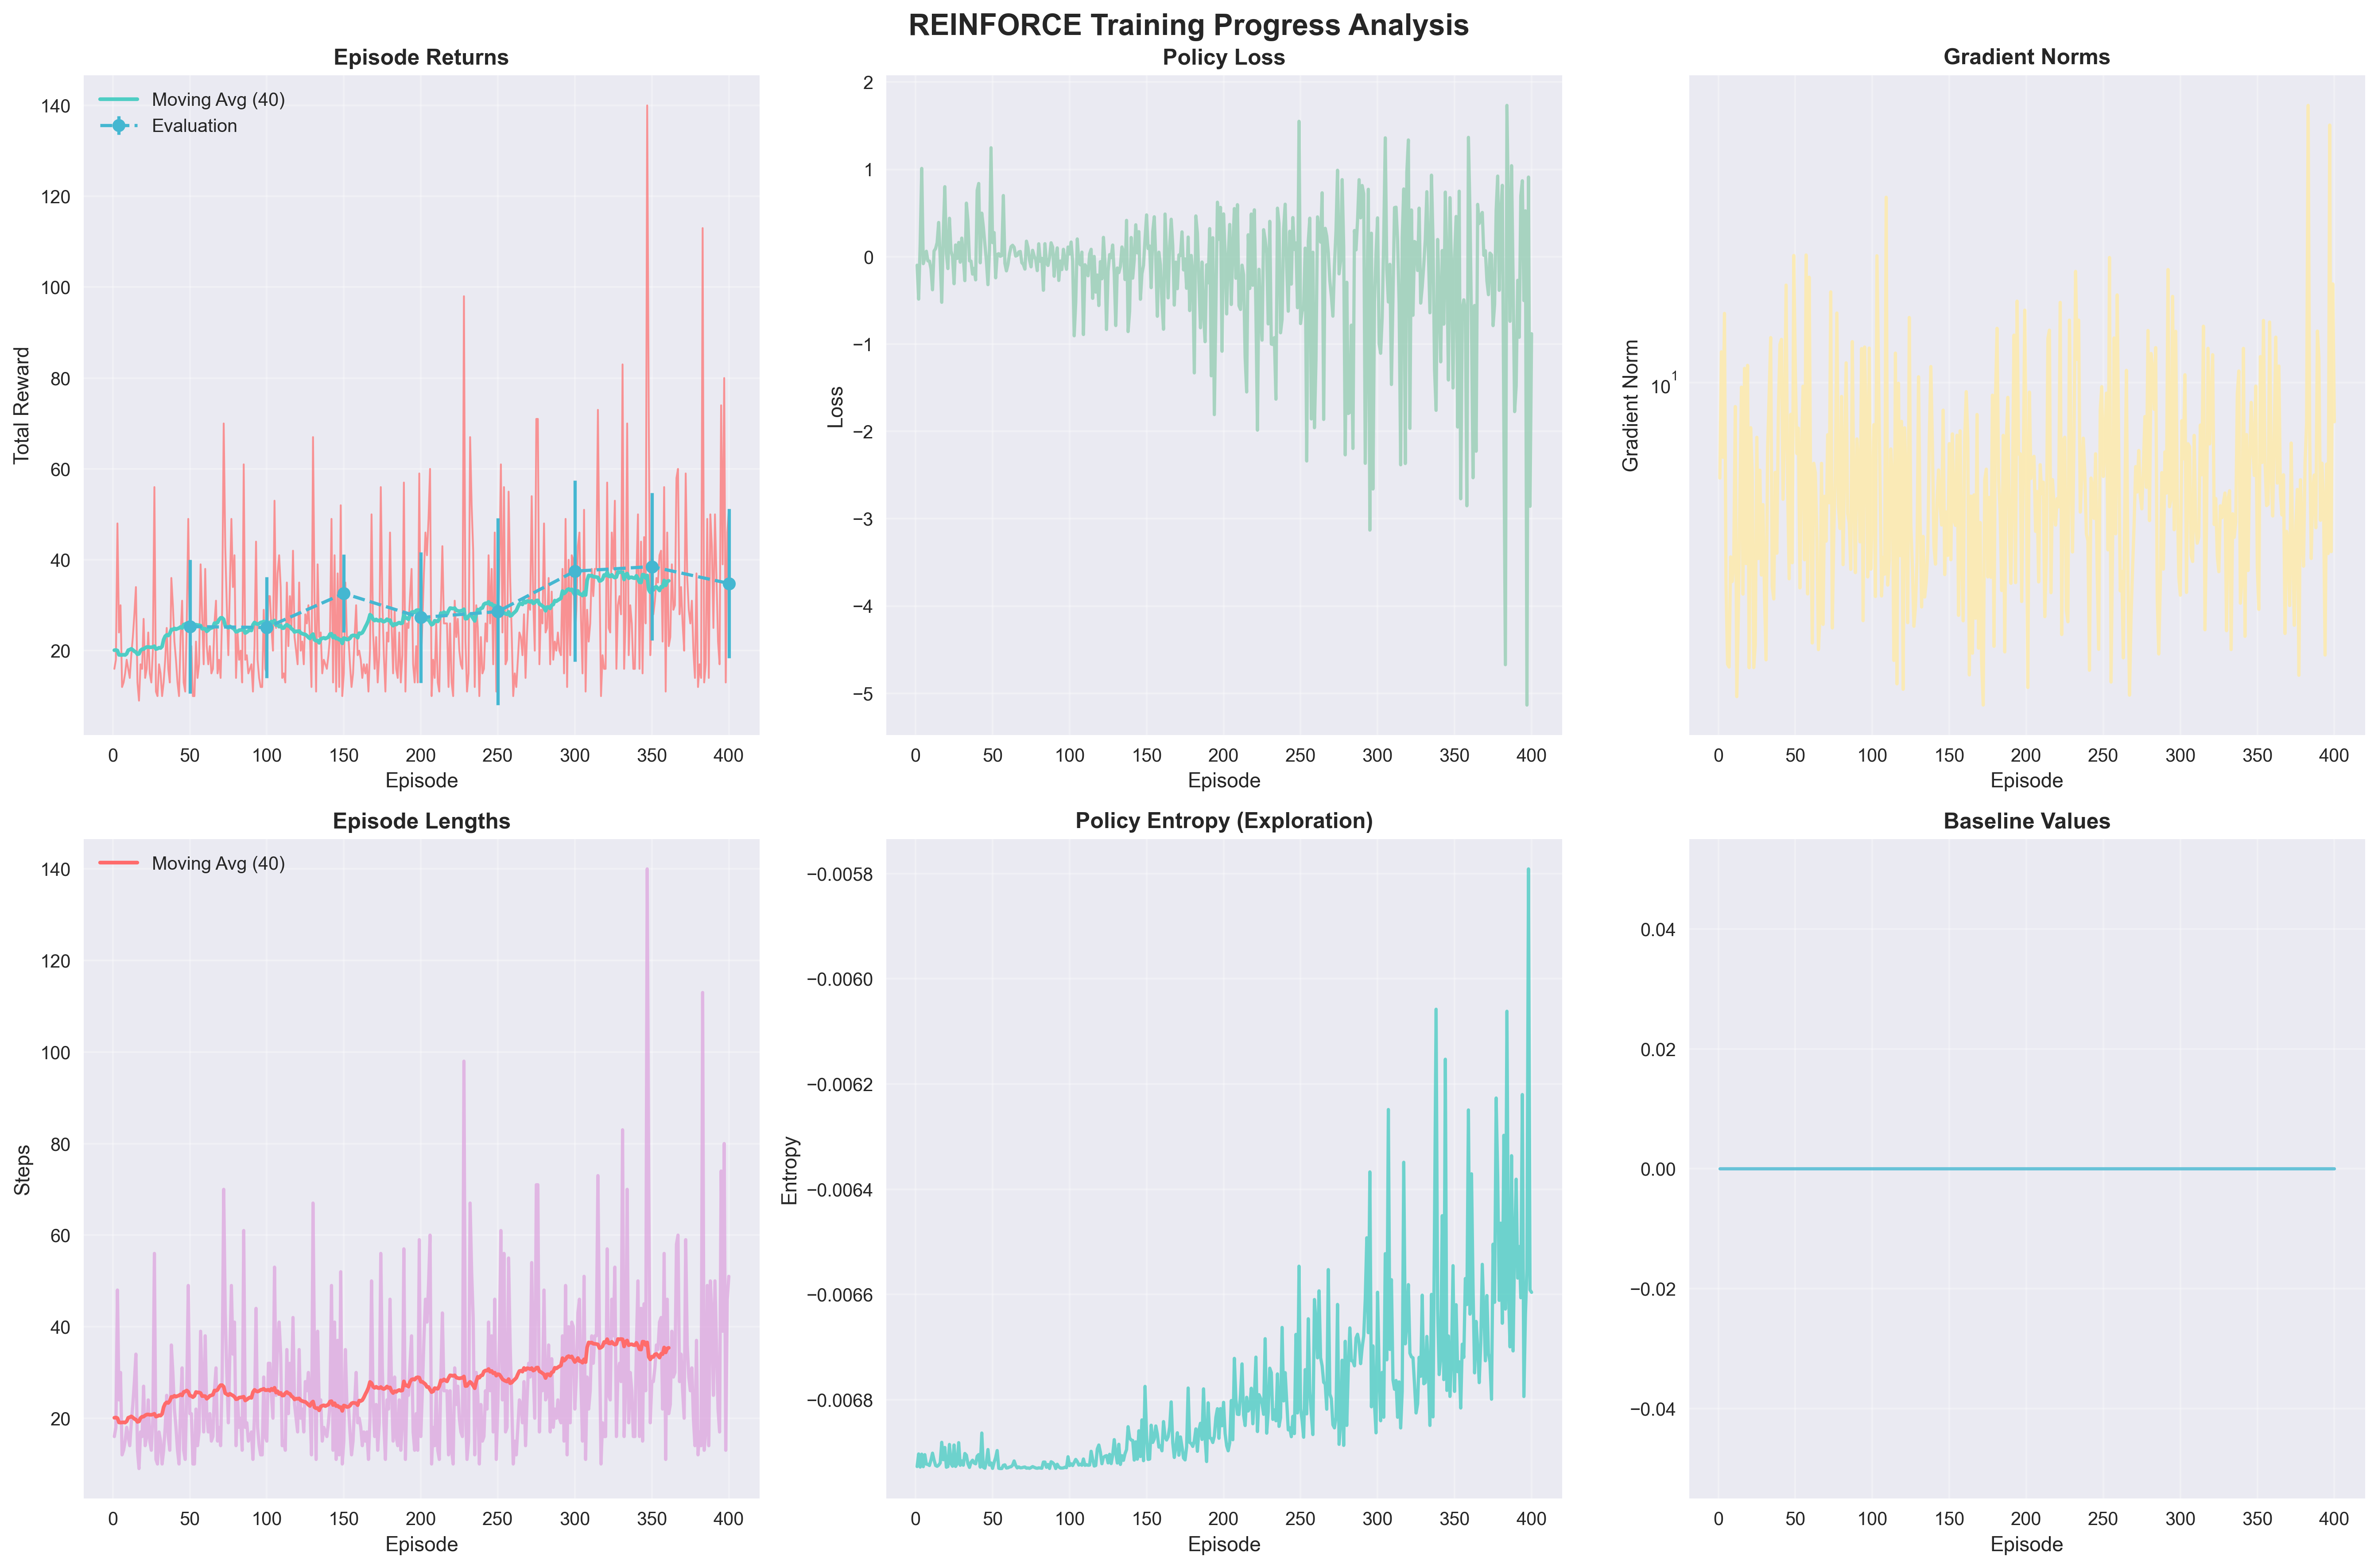 REINFORCE Training Progress Analysis
Episode Returns
Moving Avg (40)
Evaluation
Total Reward
140
120
100
80
60
40
20
0 50 100 150 200 250 300 350 400
Episode
Policy Loss
Loss
2
1
0
−1
−2
−3
−4
−5
0 50 100 150 200 250 300 350 400
Episode
Gradient Norms
Gradient Norm
10¹
0 50 100 150 200 250 300 350 400
Episode
Episode Lengths
Moving Avg (40)
Steps
140
120
100
80
60
40
20
0 50 100 150 200 250 300 350 400
Episode
Policy Entropy (Exploration)
Entropy
−0.0058
−0.0060
−0.0062
−0.0064
−0.0066
−0.0068
0 50 100 150 200 250 300 350 400
Episode
Baseline Values
0.04
0.02
0.00
−0.02
−0.04
0 50 100 150 200 250 300 350 400
Episode